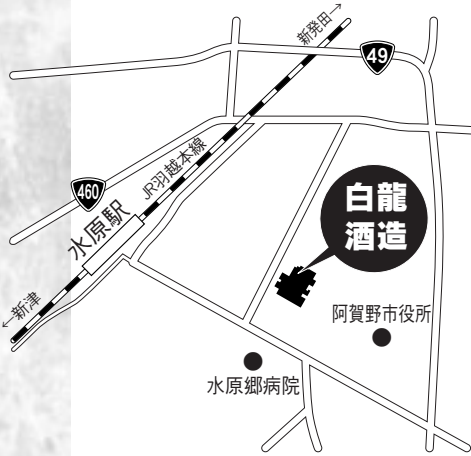 新発田→
49
JR羽越本線
460
水原駅
白龍
酒造
←新津
阿賀野市役所
水原郷病院